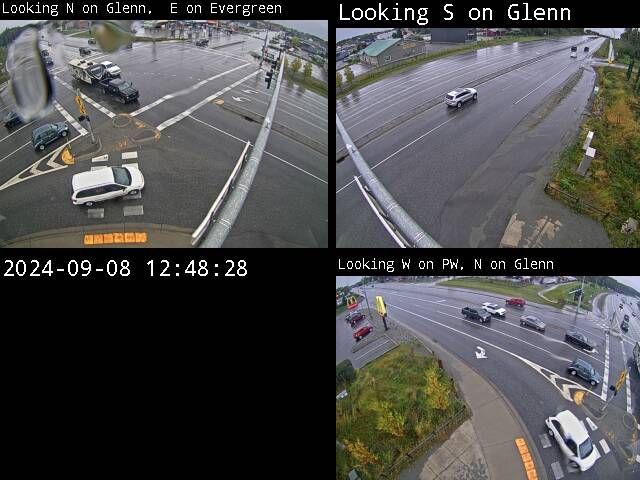 Looking N on Glenn,  E on Evergreen
Looking S on Glenn
2024-09-08 12:48:28
Looking W on PW, N on Glenn